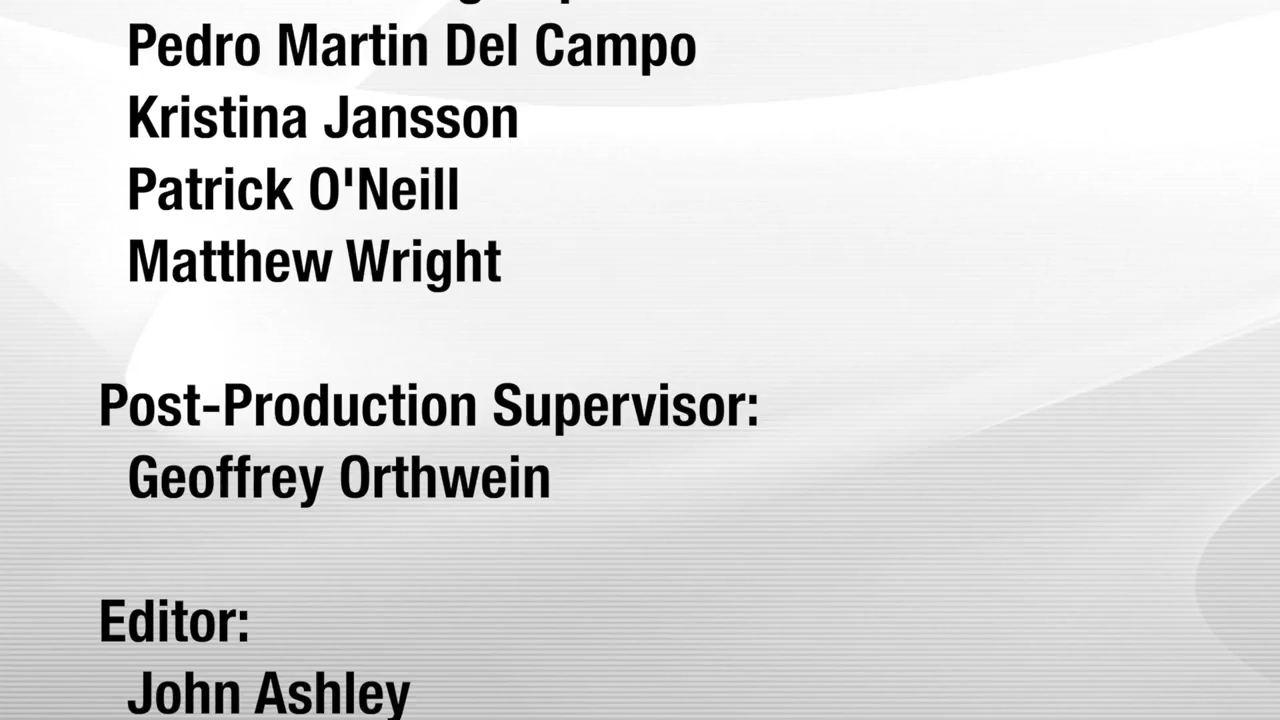 Pedro Martin Del Campo
Kristina Jansson
Patrick O'Neill
Matthew Wright
Post-Production Supervisor:
Geoffrey Orthwein
Editor:
John Ashley